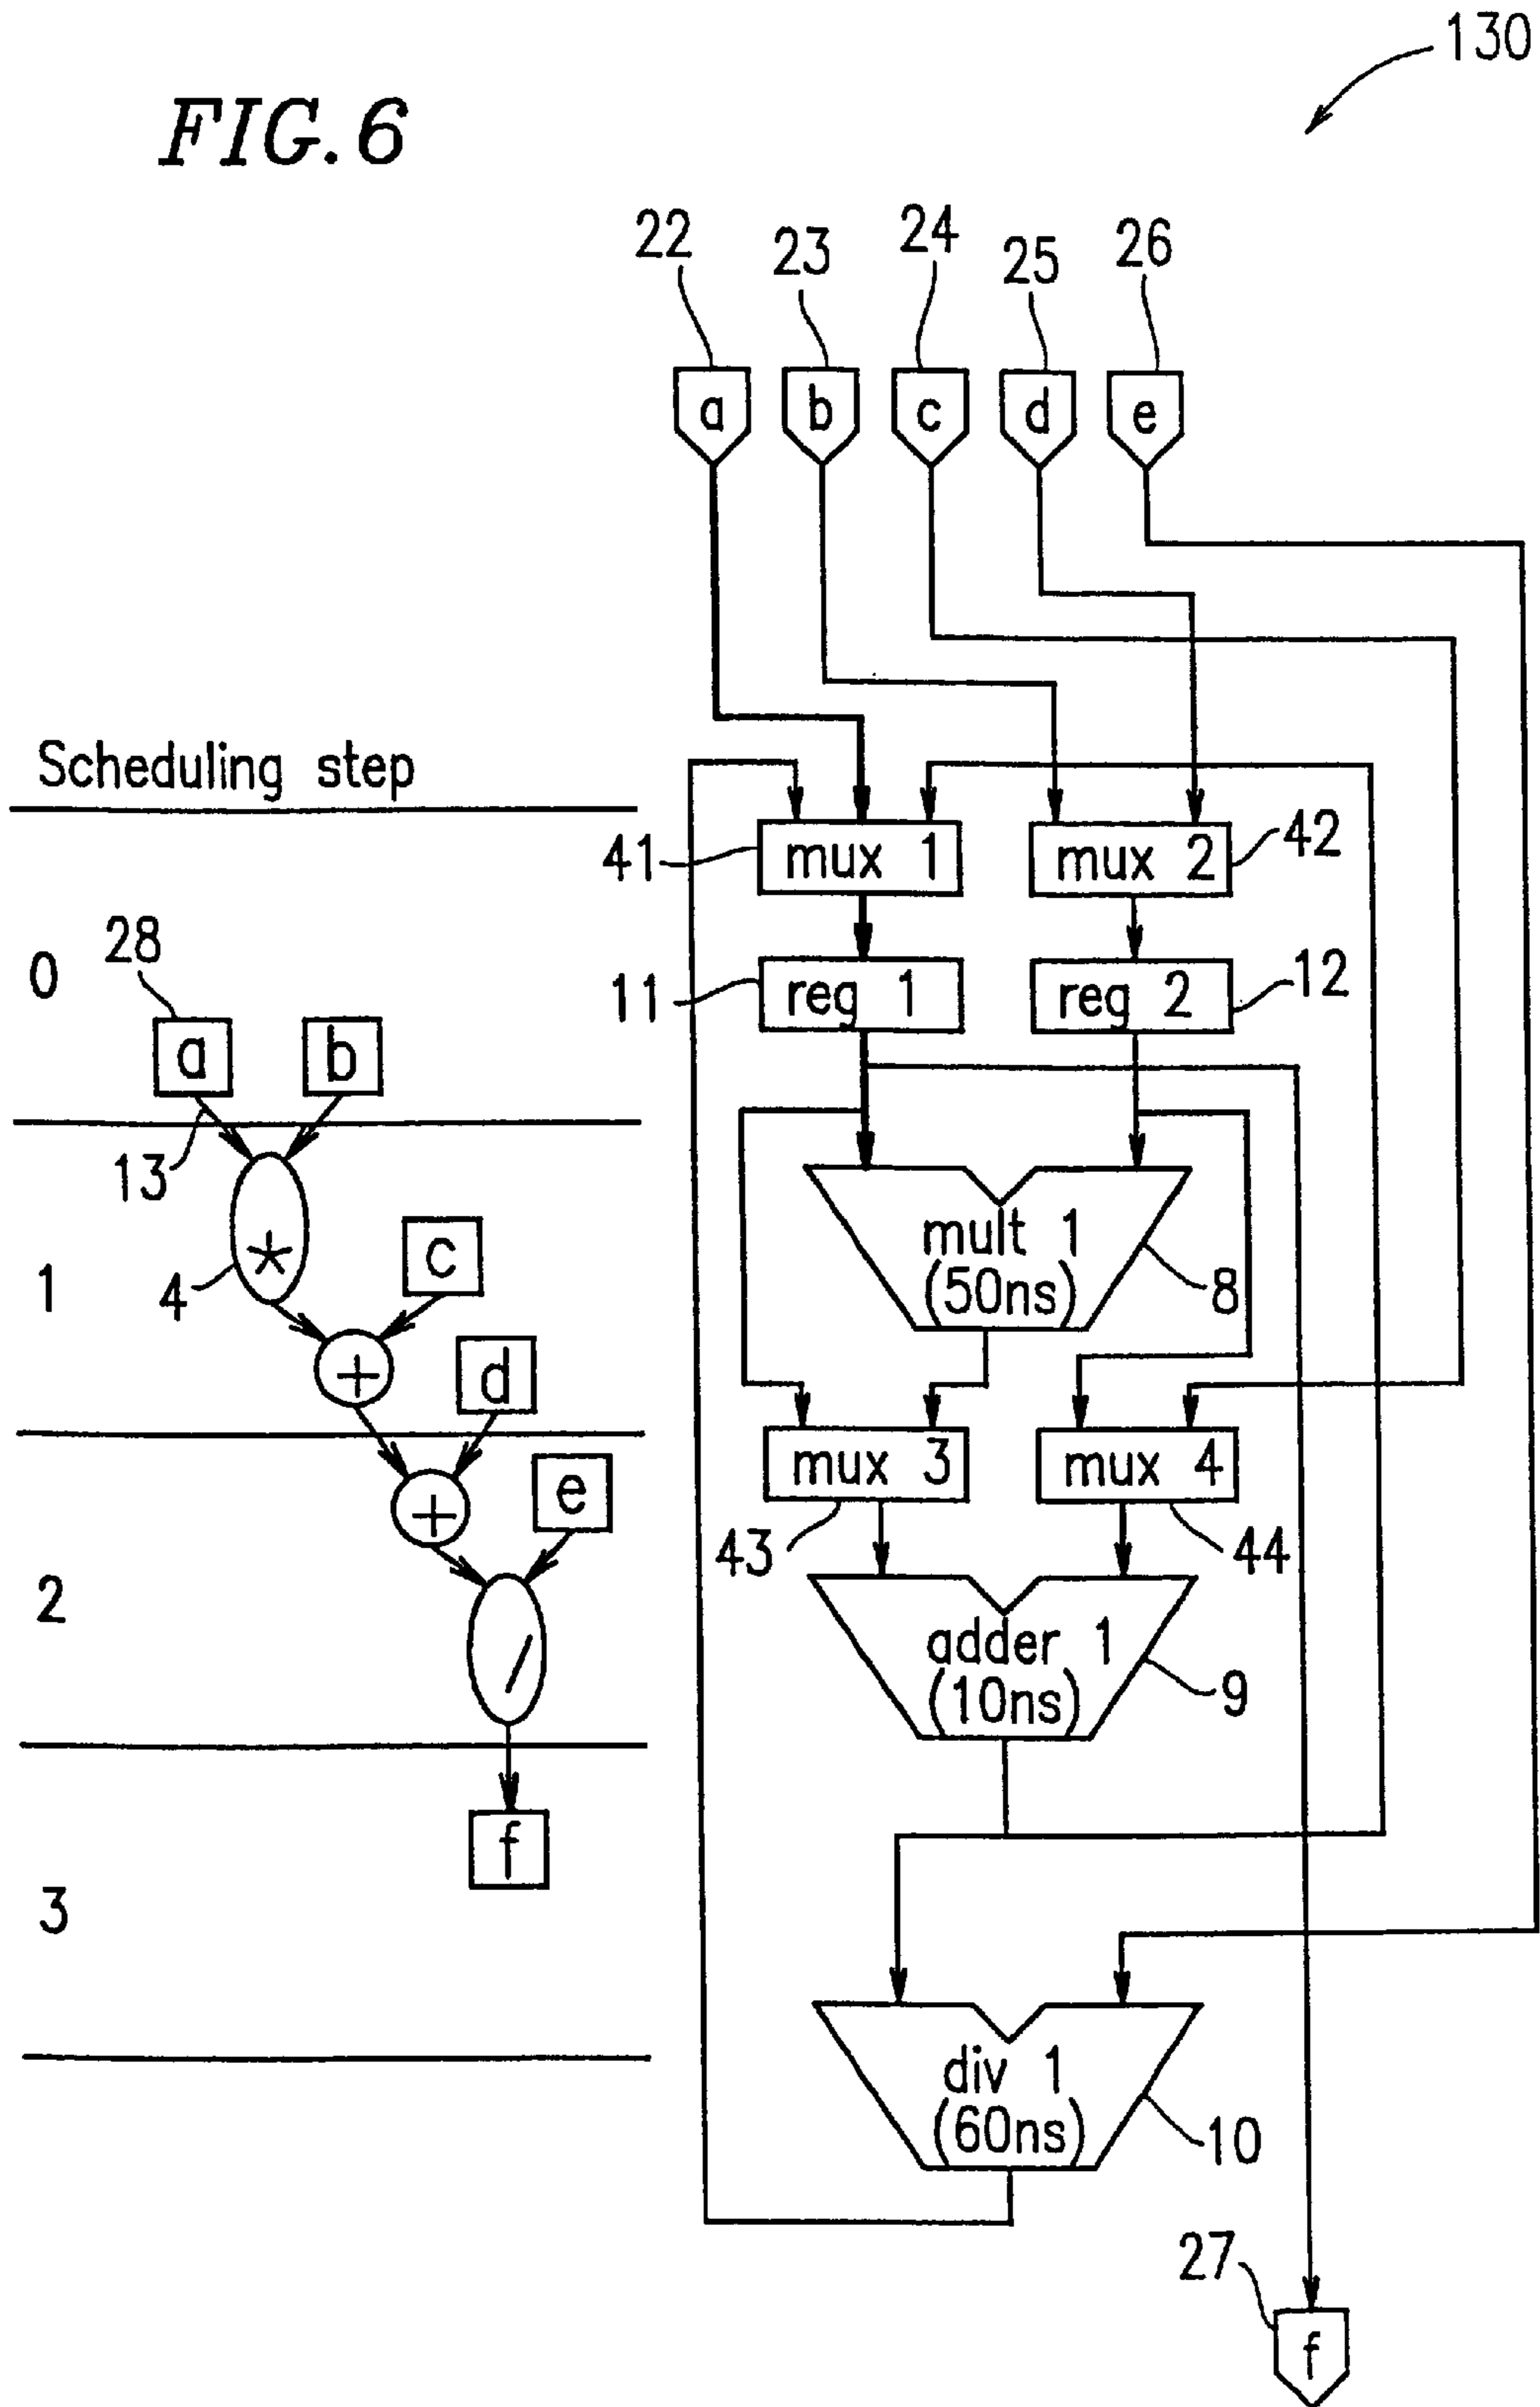 130
FIG. 6
22 23 24 25 26
a b c d e
Scheduling step
41 mux 1 mux 2 42
0 28
11 reg 1 reg 2 12
a b
13
mult 1
(50ns) 8
1 4 * c
+ d
mux 3 mux 4
43 44
+ e
2
adder 1
(10ns) 9
/
f
3
div 1
(60ns) 10
27
f